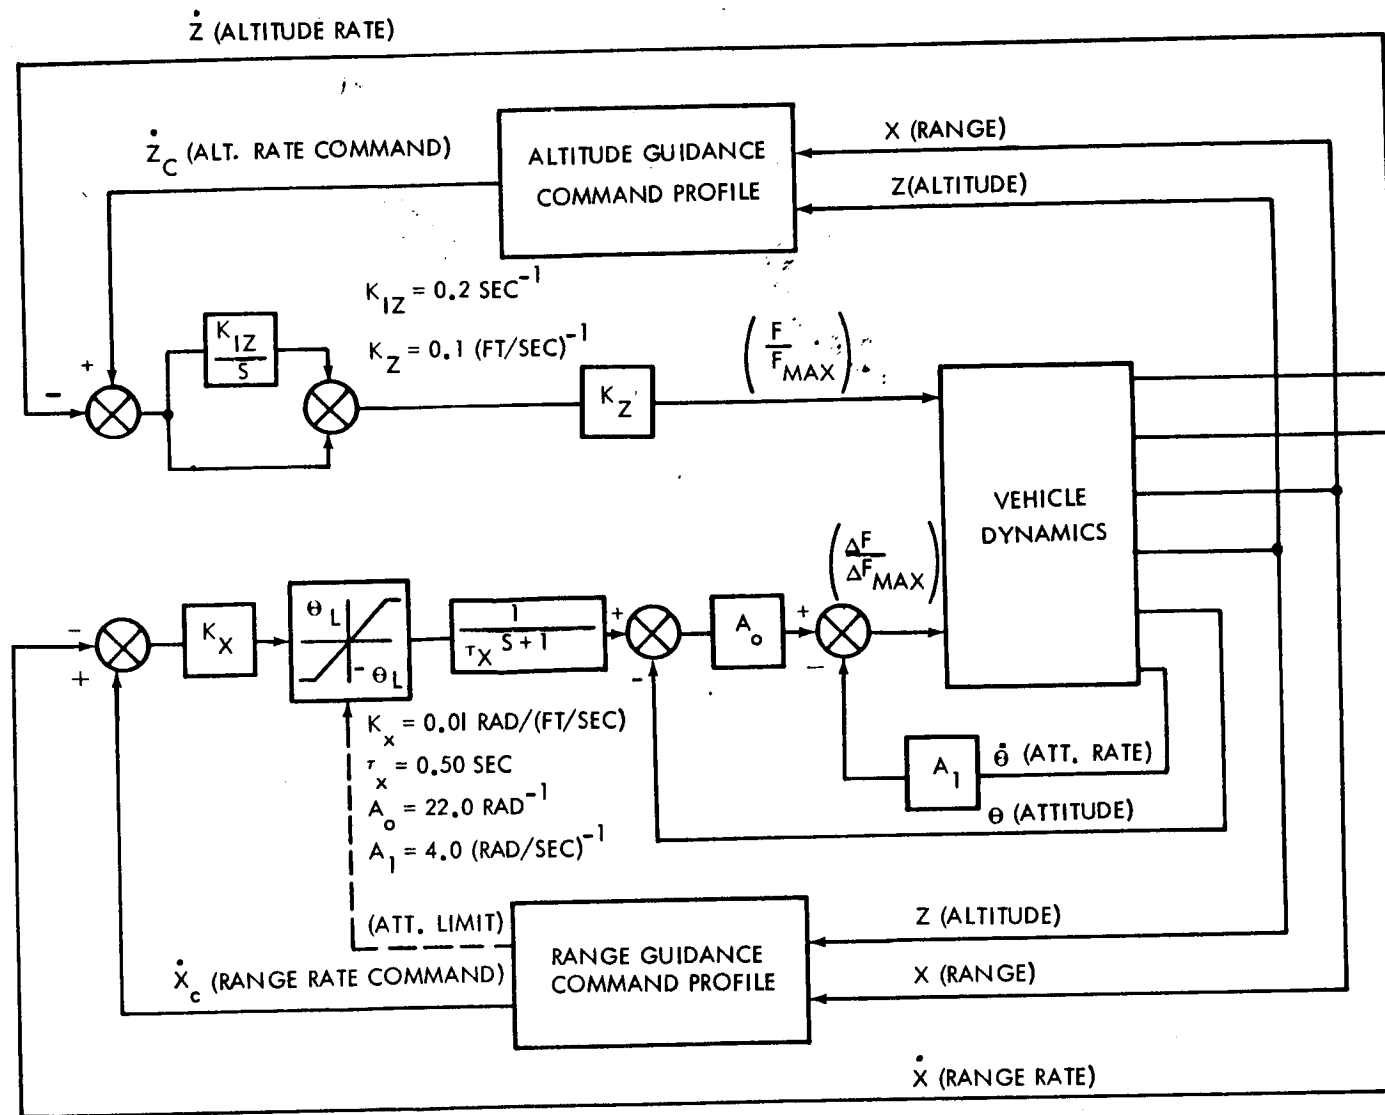 Ż (ALTITUDE RATE)
Ż_C (ALT. RATE COMMAND)
ALTITUDE GUIDANCE
COMMAND PROFILE
X (RANGE)
Z(ALTITUDE)
K_IZ = 0.2 SEC^-1
K_Z = 0.1 (FT/SEC)^-1
K_IZ
S
+
-
K_Z
(F / F_MAX)
VEHICLE
DYNAMICS
(ΔF / ΔF_MAX)
-
+
K_X
Θ_L
-Θ_L
1
τ_X S + 1
+
-
A_o
+
-
K_x = 0.01 RAD/(FT/SEC)
τ_x = 0.50 SEC
A_o = 22.0 RAD^-1
A_1 = 4.0 (RAD/SEC)^-1
A_1
Θ̇ (ATT. RATE)
Θ (ATTITUDE)
(ATT. LIMIT)
Ẋ_c (RANGE RATE COMMAND)
RANGE GUIDANCE
COMMAND PROFILE
Z (ALTITUDE)
X (RANGE)
Ẋ (RANGE RATE)